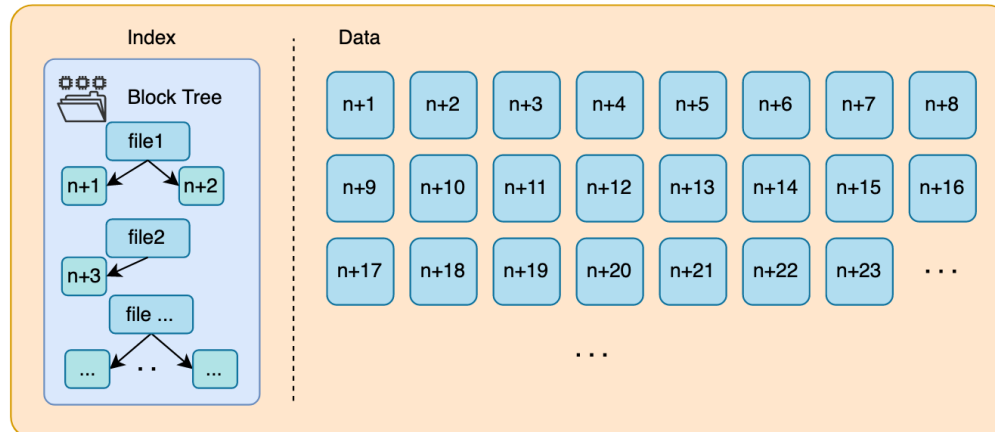 Index
Block Tree
file1
n+1 n+2
file2
n+3
file ...
... . . ...
Data
n+1 n+2 n+3 n+4 n+5 n+6 n+7 n+8
n+9 n+10 n+11 n+12 n+13 n+14 n+15 n+16
n+17 n+18 n+19 n+20 n+21 n+22 n+23 . . .
. . .